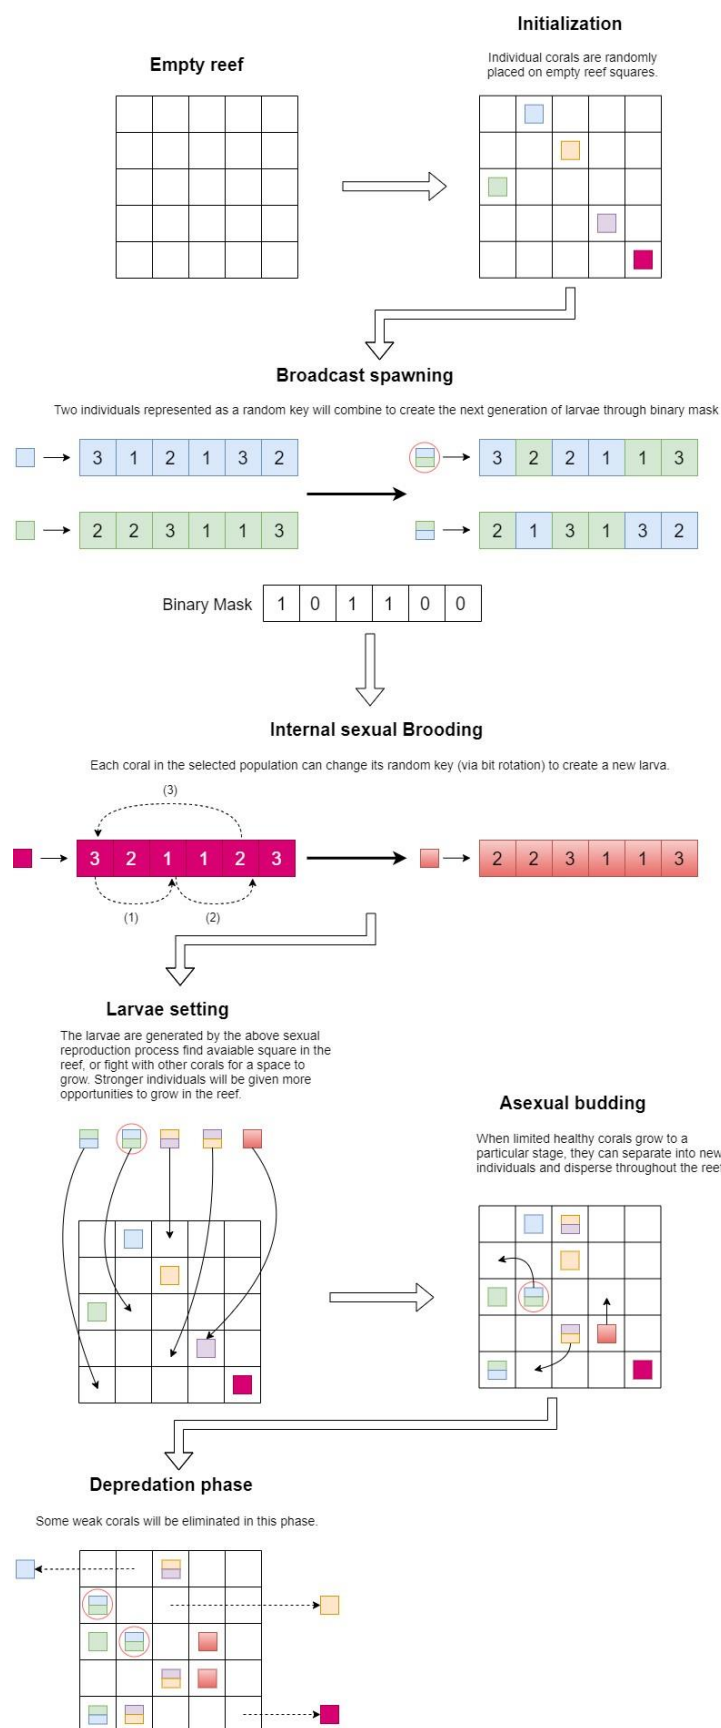 Initialization
Individual corals are randomly
placed on empty reef squares.
Empty reef
Broadcast spawning
Two individuals represented as a random key will combine to create the next generation of larvae through binary mask
3 1 2 1 3 2
3 2 2 1 1 3
2 2 3 1 1 3
2 1 3 1 3 2
Binary Mask 1 0 1 1 0 0
Internal sexual Brooding
Each coral in the selected population can change its random key (via bit rotation) to create a new larva.
(3)
3 2 1 1 2 3
2 2 3 1 1 3
(1) (2)
Larvae setting
The larvae are generated by the above sexual
reproduction process find avaiable square in the
reef, or fight with other corals for a space to
grow. Stronger individuals will be given more
opportunities to grow in the reef.
Asexual budding
When limited healthy corals grow to a
particular stage, they can separate into new
individuals and disperse throughout the reef
Depredation phase
Some weak corals will be eliminated in this phase.